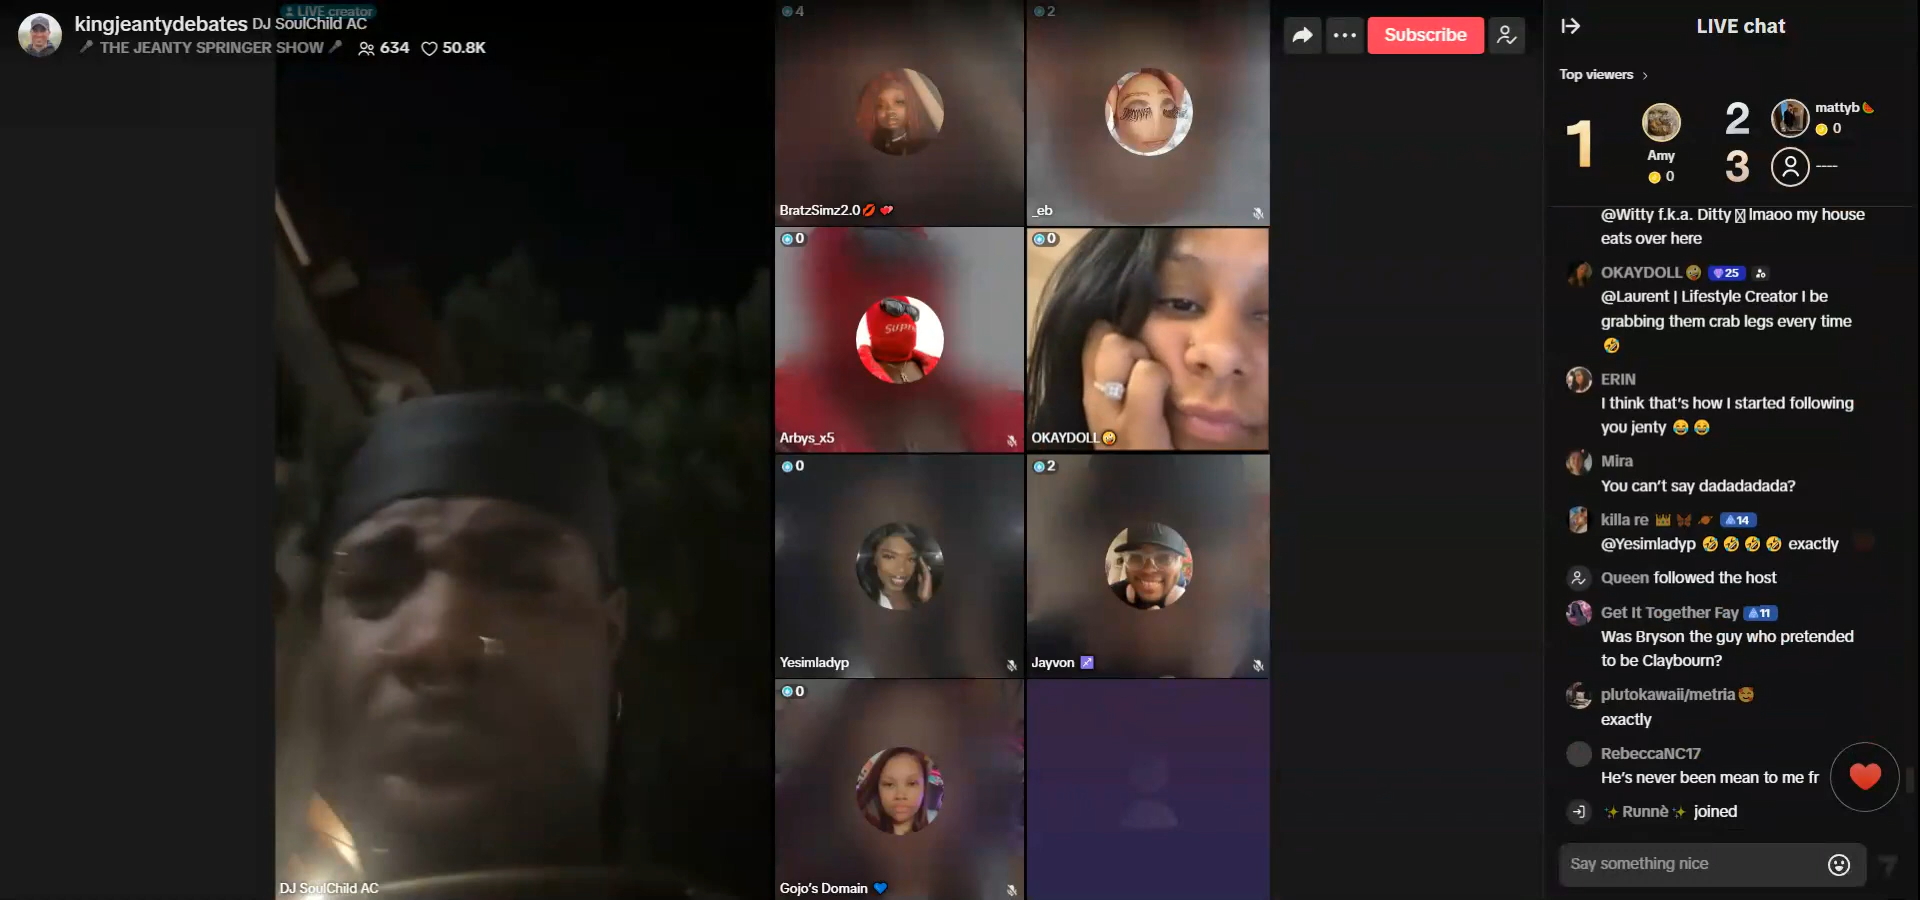 LIVE creator
kingjeantydebates DJ SoulChild AC
🎤 THE JEANTY SPRINGER SHOW 🎤 634 50.8K
4
2
Subscribe
BratzSimz2.0💋💕
_eb
0
0
SUPR
Arbys_x5
OKAYDOLL🤪
0
2
Yesimladyp
Jayvon ♐
0
DJ SoulChild AC
Gojo's Domain 💙
LIVE chat
Top viewers >
1
Amy
0
2
mattyb🍉
0
3
----
@Witty f.k.a. Ditty lmaoo my house
eats over here
OKAYDOLL🤪 25
@Laurent | Lifestyle Creator I be
grabbing them crab legs every time
🤣
ERIN
I think that's how I started following
you jenty 😂 😂
Mira
You can't say dadadadada?
killa re 👑 🦋 🪐 14
@Yesimladyp 🤣 🤣 🤣 🤣 exactly
Queen followed the host
Get It Together Fay 11
Was Bryson the guy who pretended
to be Claybourn?
plutokawaii/metria
exactly
RebeccaNC17
He's never been mean to me fr
✨Runnè✨ joined
Say something nice